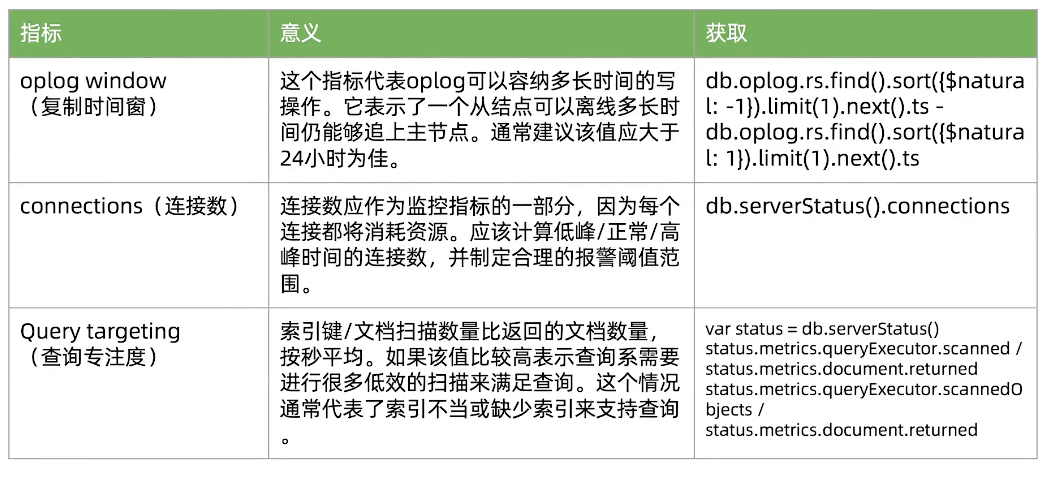 指标
意义
获取
oplog window
（复制时间窗）
这个指标代表oplog可以容纳多长时间的写
操作。它表示了一个从结点可以离线多长时
间仍能够追上主节点。通常建议该值应大于
24小时为佳。
db.oplog.rs.find().sort({$natura
l: -1}).limit(1).next().ts -
db.oplog.rs.find().sort({$natura
l: 1}).limit(1).next().ts
connections（连接数）
连接数应作为监控指标的一部分，因为每个
连接都将消耗资源。应该计算低峰/正常/高
峰时间的连接数，并制定合理的报警阈值范
围。
db.serverStatus().connections
Query targeting
（查询专注度）
索引键/文档扫描数量比返回的文档数量，
按秒平均。如果该值比较高表示查询系需要
进行很多低效的扫描来满足查询。这个情况
通常代表了索引不当或缺少索引来支持查询
。
var status = db.serverStatus()
status.metrics.queryExecutor.scanned /
status.metrics.document.returned
status.metrics.queryExecutor.scannedO
bjects /
status.metrics.document.returned